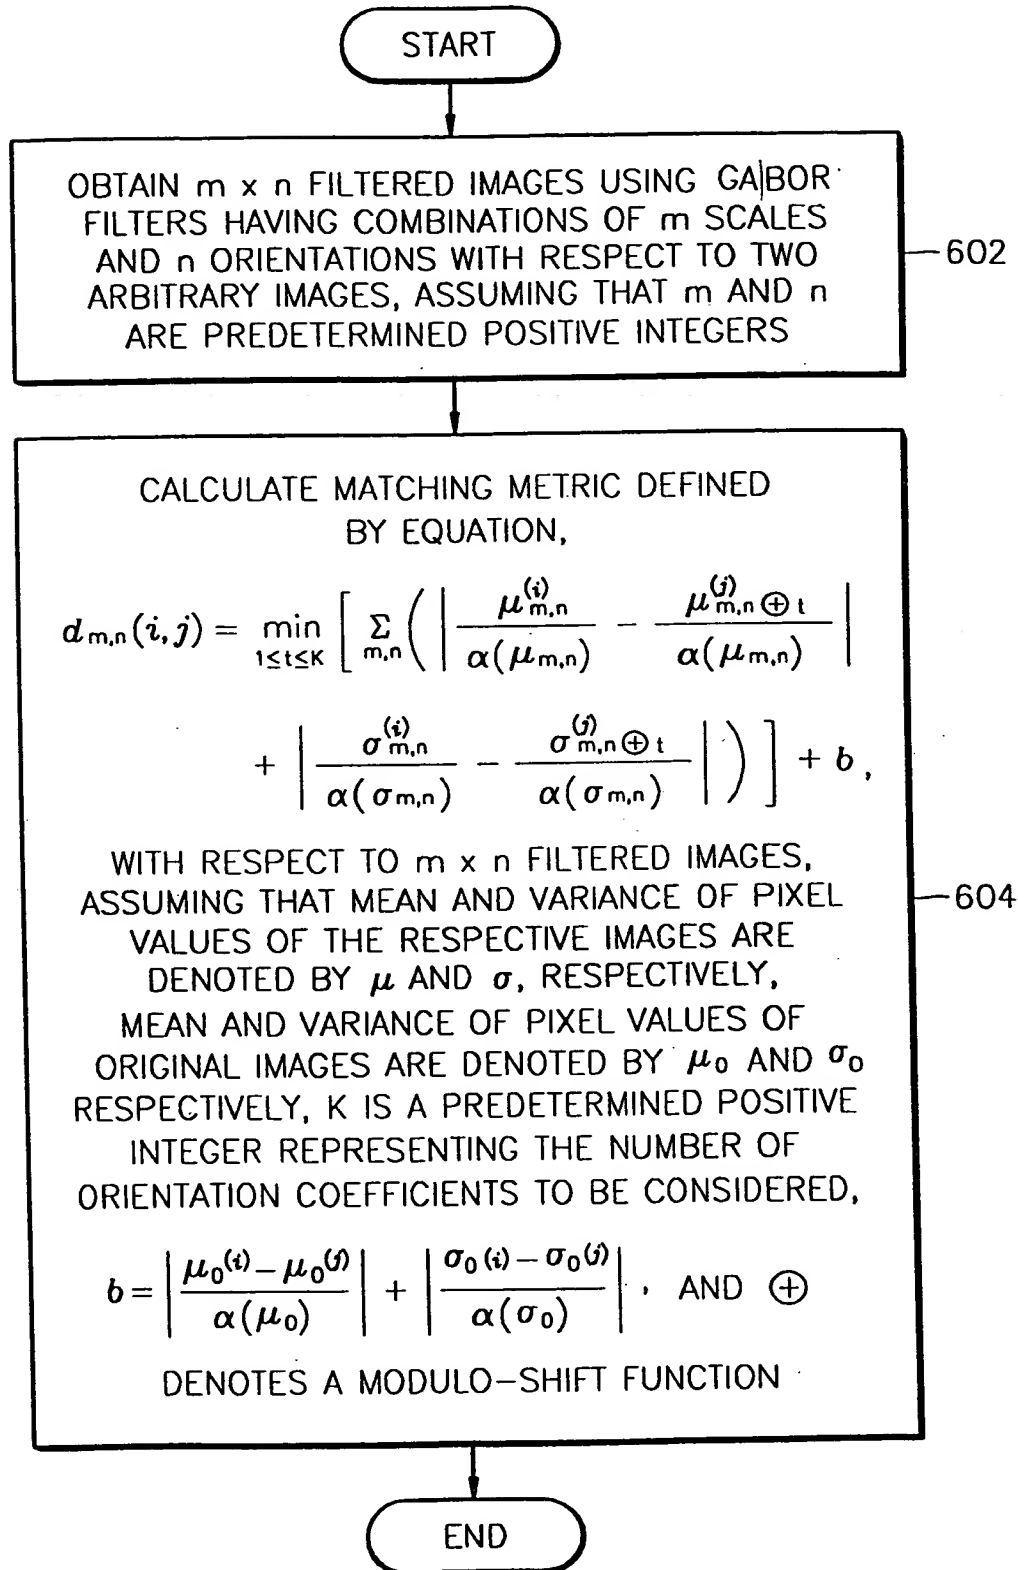 START
OBTAIN m x n FILTERED IMAGES USING GABOR
FILTERS HAVING COMBINATIONS OF m SCALES
AND n ORIENTATIONS WITH RESPECT TO TWO
ARBITRARY IMAGES, ASSUMING THAT m AND n
ARE PREDETERMINED POSITIVE INTEGERS
602
CALCULATE MATCHING METRIC DEFINED
BY EQUATION,
d_{m,n}(i,j) = min_{1≤t≤K} [ Σ_{m,n} ( | μ_{m,n}^{(i)} / α(μ_{m,n}) − μ_{m,n⊕t}^{(j)} / α(μ_{m,n}) |
+ | σ_{m,n}^{(i)} / α(σ_{m,n}) − σ_{m,n⊕t}^{(j)} / α(σ_{m,n}) | ) ] + b,
WITH RESPECT TO m x n FILTERED IMAGES,
ASSUMING THAT MEAN AND VARIANCE OF PIXEL
VALUES OF THE RESPECTIVE IMAGES ARE
DENOTED BY μ AND σ, RESPECTIVELY,
MEAN AND VARIANCE OF PIXEL VALUES OF
ORIGINAL IMAGES ARE DENOTED BY μ₀ AND σ₀
RESPECTIVELY, K IS A PREDETERMINED POSITIVE
INTEGER REPRESENTING THE NUMBER OF
ORIENTATION COEFFICIENTS TO BE CONSIDERED,
604
b = | (μ₀^{(i)} − μ₀^{(j)}) / α(μ₀) | + | (σ₀^{(i)} − σ₀^{(j)}) / α(σ₀) | , AND ⊕
DENOTES A MODULO-SHIFT FUNCTION
END